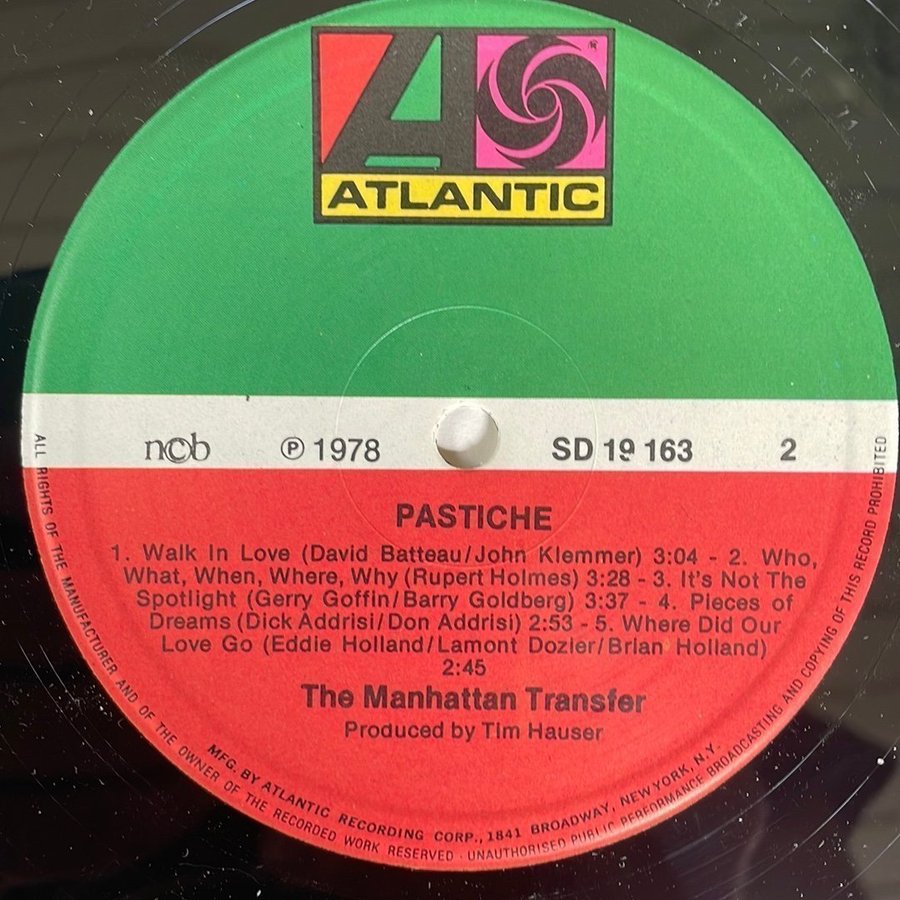 ATLANTIC
ncb ℗ 1978 SD 19 163 2
PASTICHE
1. Walk In Love (David Batteau/John Klemmer) 3:04 - 2. Who,
What, When, Where, Why (Rupert Holmes) 3:28 - 3. It's Not The
Spotlight (Gerry Goffin/Barry Goldberg) 3:37 - 4. Pieces of
Dreams (Dick Addrisi/Don Addrisi) 2:53 - 5. Where Did Our
Love Go (Eddie Holland/Lamont Dozier/Brian Holland)
2:45
The Manhattan Transfer
Produced by Tim Hauser
MFG. BY ATLANTIC RECORDING CORP., 1841 BROADWAY, NEW YORK, N.Y.
ALL RIGHTS OF THE MANUFACTURER AND OF THE OWNER OF THE RECORDED WORK RESERVED - UNAUTHORISED PUBLIC PERFORMANCE BROADCASTING AND COPYING OF THIS RECORD PROHIBITED